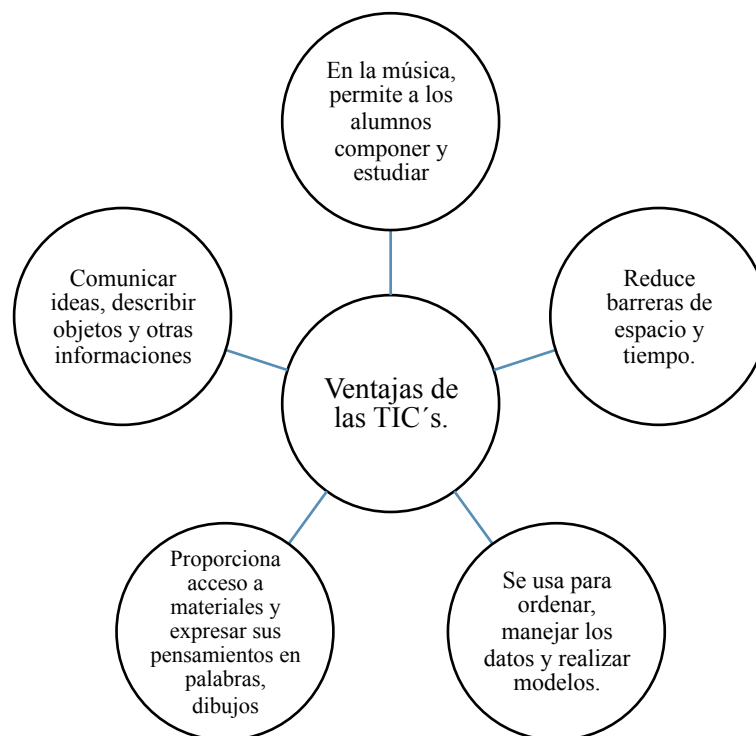 En la música,
permite a los
alumnos
componer y
estudiar
Comunicar
ideas, describir
objetos y otras
informaciones
Reduce
barreras de
espacio y
tiempo.
Ventajas de
las TIC´s.
Proporciona
acceso a
materiales y
expresar sus
pensamientos en
palabras,
dibujos
Se usa para
ordenar,
manejar los
datos y realizar
modelos.